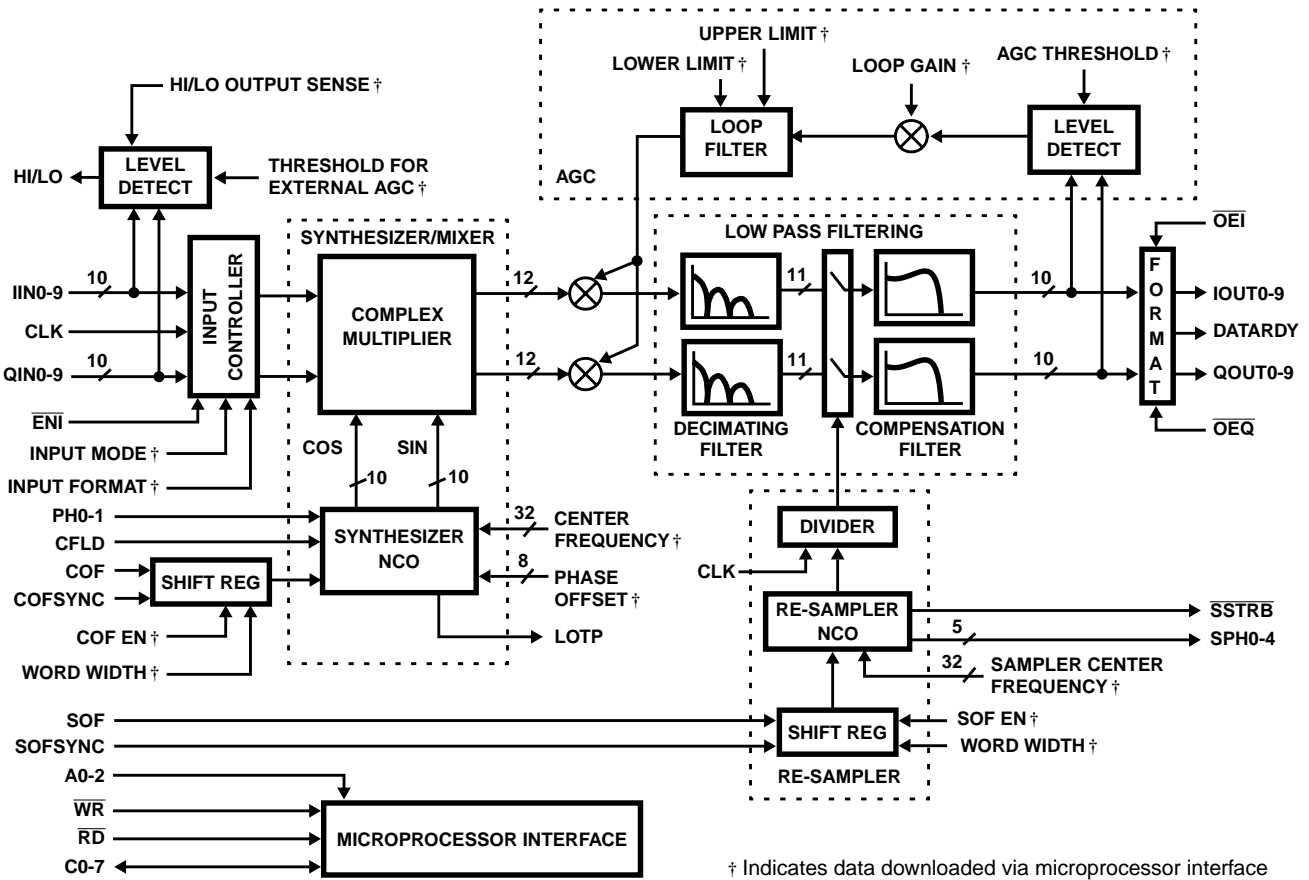 UPPER LIMIT †
LOWER LIMIT †
LOOP GAIN †
AGC THRESHOLD †
HI/LO OUTPUT SENSE †
LOOP
FILTER
LEVEL
DETECT
AGC
LEVEL
DETECT
HI/LO
THRESHOLD FOR
EXTERNAL AGC †
SYNTHESIZER/MIXER
LOW PASS FILTERING
OEI
IIN0-9
10
CLK
QIN0-9
10
INPUT
CONTROLLER
COMPLEX
MULTIPLIER
12
12
11
11
10
10
FORMAT
IOUT0-9
DATARDY
QOUT0-9
OEQ
ENI
INPUT MODE †
INPUT FORMAT †
COS
SIN
10
10
DECIMATING
FILTER
COMPENSATION
FILTER
PH0-1
CFLD
COF
COFSYNC
SHIFT REG
COF EN †
WORD WIDTH †
SYNTHESIZER
NCO
32
CENTER
FREQUENCY †
8
PHASE
OFFSET †
LOTP
DIVIDER
CLK
RE-SAMPLER
NCO
SSTRB
5
SPH0-4
32
SAMPLER CENTER
FREQUENCY †
SOF
SOFSYNC
SHIFT REG
SOF EN †
WORD WIDTH †
RE-SAMPLER
A0-2
WR
RD
C0-7
MICROPROCESSOR INTERFACE
† Indicates data downloaded via microprocessor interface